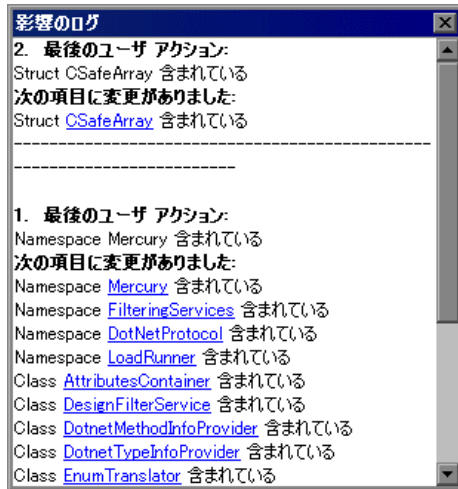 影響のログ
2. 最後のユーザ アクション:
Struct CSafeArray 含まれている
次の項目に変更がありました:
Struct CSafeArray 含まれている
-----------------------------------------------
-------------------------
1. 最後のユーザ アクション:
Namespace Mercury 含まれている
次の項目に変更がありました:
Namespace Mercury 含まれている
Namespace FilteringServices 含まれている
Namespace DotNetProtocol 含まれている
Namespace LoadRunner 含まれている
Class AttributesContainer 含まれている
Class DesignFilterService 含まれている
Class DotnetMethodInfoProvider 含まれている
Class DotnetTypeInfoProvider 含まれている
Class EnumTranslator 含まれている